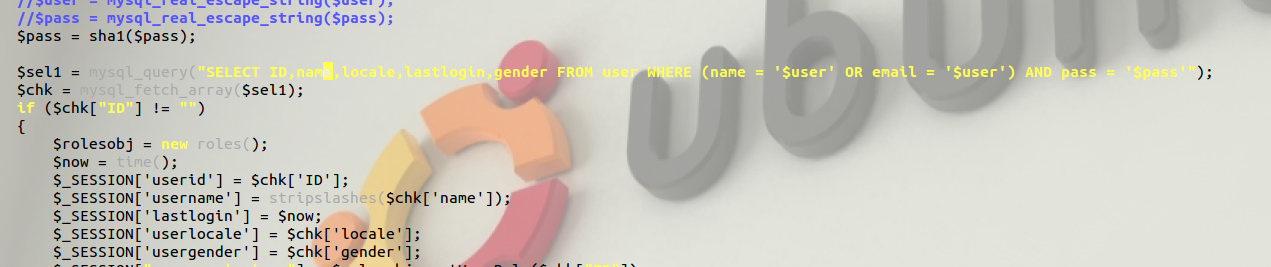 //$user = mysql_real_escape_string($user);
//$pass = mysql_real_escape_string($pass);
$pass = sha1($pass);
$sel1 = mysql_query("SELECT ID,name,locale,lastlogin,gender FROM user WHERE (name = '$user' OR email = '$user') AND pass = '$pass'");
$chk = mysql_fetch_array($sel1);
if ($chk["ID"] != "")
{
$rolesobj = new roles();
$now = time();
$_SESSION['userid'] = $chk['ID'];
$_SESSION['username'] = stripslashes($chk['name']);
$_SESSION['lastlogin'] = $now;
$_SESSION['userlocale'] = $chk['locale'];
$_SESSION['usergender'] = $chk['gender'];
ubun